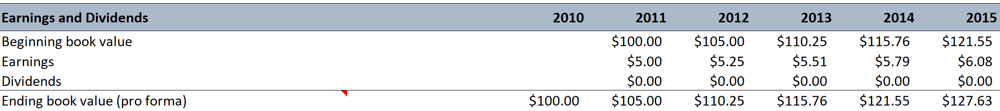 Earnings and Dividends 2010 2011 2012 2013 2014 2015
Beginning book value $100.00 $105.00 $110.25 $115.76 $121.55
Earnings $5.00 $5.25 $5.51 $5.79 $6.08
Dividends $0.00 $0.00 $0.00 $0.00 $0.00
Ending book value (pro forma) $100.00 $105.00 $110.25 $115.76 $121.55 $127.63